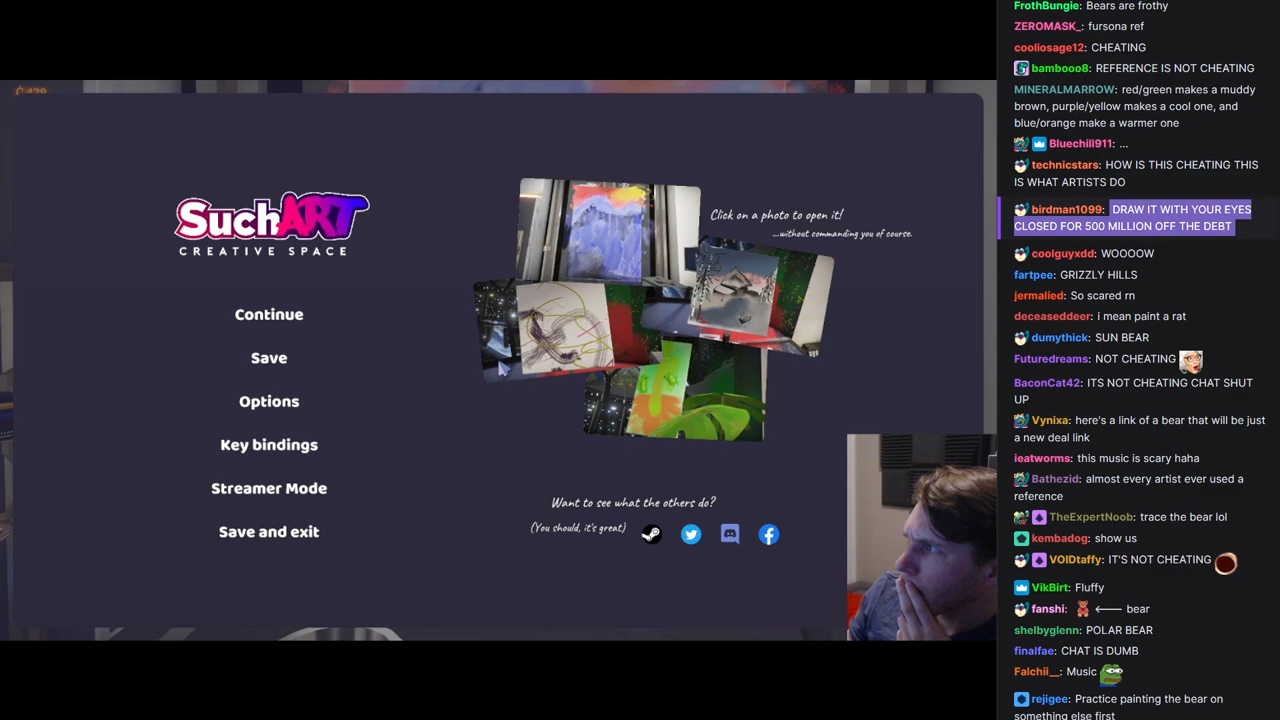 429
SuchART
CREATIVE SPACE
Continue
Save
Options
Key bindings
Streamer Mode
Save and exit
Click on a photo to open it!
...without commanding you of course.
Want to see what the others do?
(You should, it's great)
FrothBungie: Bears are frothy
ZEROMASK_: fursona ref
cooliosage12: CHEATING
bambooo8: REFERENCE IS NOT CHEATING
MINERALMARROW: red/green makes a muddy
brown, purple/yellow makes a cool one, and
blue/orange make a warmer one
Bluechill911: ...
technicstars: HOW IS THIS CHEATING THIS
IS WHAT ARTISTS DO
birdman1099: DRAW IT WITH YOUR EYES
CLOSED FOR 500 MILLION OFF THE DEBT
coolguyxdd: WOOOOW
fartpee: GRIZZLY HILLS
jermalied: So scared rn
deceaseddeer: i mean paint a rat
dumythick: SUN BEAR
Futuredreams: NOT CHEATING
BaconCat42: ITS NOT CHEATING CHAT SHUT
UP
Vynixa: here's a link of a bear that will be just
a new deal link
ieatworms: this music is scary haha
Bathezid: almost every artist ever used a
reference
TheExpertNoob: trace the bear lol
kembadog: show us
VOIDtaffy: IT'S NOT CHEATING
VikBirt: Fluffy
fanshi: <--- bear
shelbyglenn: POLAR BEAR
finalfae: CHAT IS DUMB
Falchii__: Music
rejigee: Practice painting the bear on
something else first